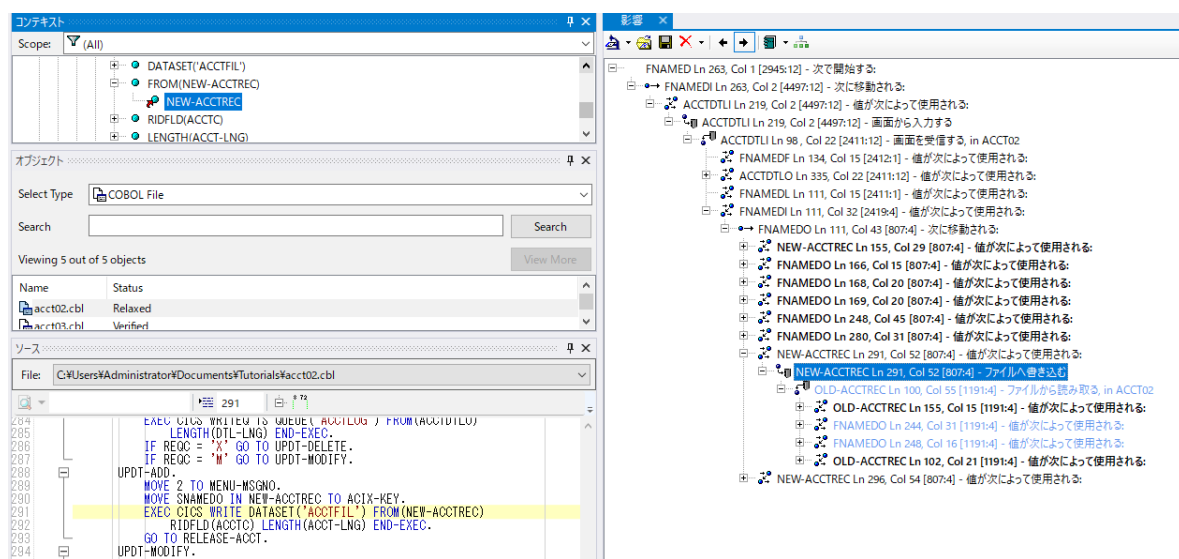 コンテキスト
Scope: (All)
DATASET('ACCTFIL')
FROM(NEW-ACCTREC)
NEW-ACCTREC
RIDFLD(ACCTC)
LENGTH(ACCT-LNG)
オブジェクト
Select Type COBOL File
Search Search
Viewing 5 out of 5 objects View More
Name Status
acct02.cbl Relaxed
acct03.cbl Verified
ソース
File: C:¥Users¥Administrator¥Documents¥Tutorials¥acct02.cbl
291
284 EXEC CICS WRITEQ TS QUEUE('ACCTLOG') FROM(ACCTDTLO)
285 LENGTH(DTL-LNG) END-EXEC.
286 IF REQC = 'X' GO TO UPDT-DELETE.
287 IF REQC = 'M' GO TO UPDT-MODIFY.
288 UPDT-ADD.
289 MOVE 2 TO MENU-MSGNO.
290 MOVE SNAMEDO IN NEW-ACCTREC TO ACIX-KEY.
291 EXEC CICS WRITE DATASET('ACCTFIL') FROM(NEW-ACCTREC)
292 RIDFLD(ACCTC) LENGTH(ACCT-LNG) END-EXEC.
293 GO TO RELEASE-ACCT.
294 UPDT-MODIFY.
影響
FNAMED Ln 263, Col 1 [2945:12] - 次で開始する:
FNAMEDI Ln 263, Col 2 [4497:12] - 次に移動される:
ACCTDTLI Ln 219, Col 2 [4497:12] - 値が次によって使用される:
ACCTDTLI Ln 219, Col 2 [4497:12] - 画面から入力する
ACCTDTLI Ln 98, Col 22 [2411:12] - 画面を受信する, in ACCT02
FNAMEDF Ln 134, Col 15 [2412:1] - 値が次によって使用される:
ACCTDTLO Ln 335, Col 22 [2411:12] - 値が次によって使用される:
FNAMEDL Ln 111, Col 15 [2411:1] - 値が次によって使用される:
FNAMEDI Ln 111, Col 32 [2419:4] - 値が次によって使用される:
FNAMEDO Ln 111, Col 43 [807:4] - 次に移動される:
NEW-ACCTREC Ln 155, Col 29 [807:4] - 値が次によって使用される:
FNAMEDO Ln 166, Col 15 [807:4] - 値が次によって使用される:
FNAMEDO Ln 168, Col 20 [807:4] - 値が次によって使用される:
FNAMEDO Ln 169, Col 20 [807:4] - 値が次によって使用される:
FNAMEDO Ln 248, Col 45 [807:4] - 値が次によって使用される:
FNAMEDO Ln 280, Col 31 [807:4] - 値が次によって使用される:
NEW-ACCTREC Ln 291, Col 52 [807:4] - 値が次によって使用される:
NEW-ACCTREC Ln 291, Col 52 [807:4] - ファイルへ書き込む
OLD-ACCTREC Ln 100, Col 55 [1191:4] - ファイルから読み取る, in ACCT02
OLD-ACCTREC Ln 155, Col 15 [1191:4] - 値が次によって使用される:
FNAMEDO Ln 244, Col 31 [1191:4] - 値が次によって使用される:
FNAMEDO Ln 248, Col 16 [1191:4] - 値が次によって使用される:
OLD-ACCTREC Ln 102, Col 21 [1191:4] - 値が次によって使用される:
NEW-ACCTREC Ln 296, Col 54 [807:4] - 値が次によって使用される: